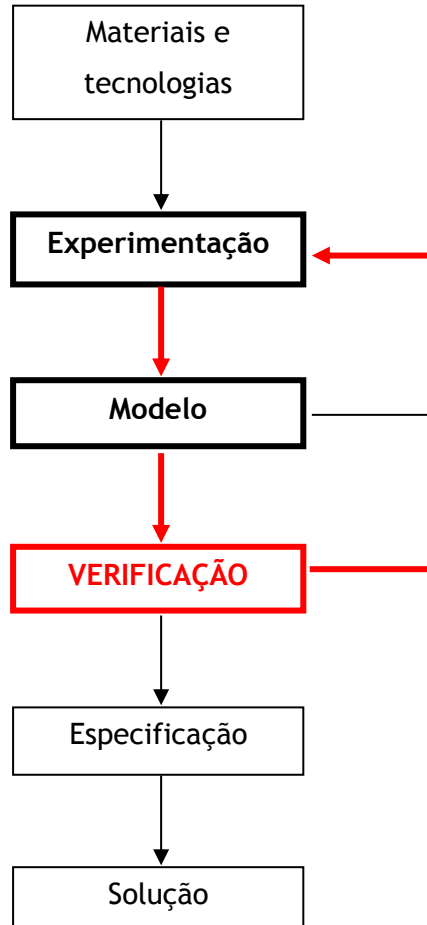 Materiais e
tecnologias
Experimentação
Modelo
VERIFICAÇÃO
Especificação
Solução